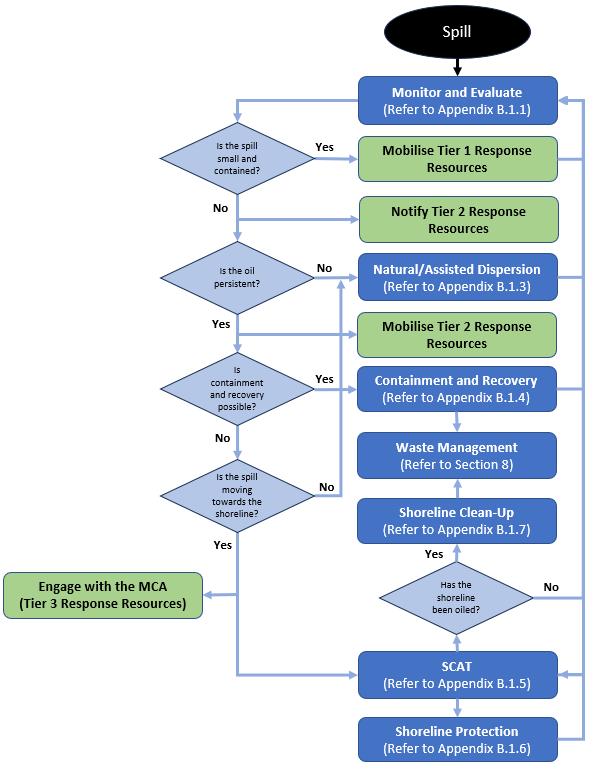 Spill
Monitor and Evaluate
(Refer to Appendix B.1.1)
Is the spill
small and
contained?
Yes
Mobilise Tier 1 Response
Resources
No
Notify Tier 2 Response
Resources
Is the oil
persistent?
No
Natural/Assisted Dispersion
(Refer to Appendix B.1.3)
Yes
Mobilise Tier 2 Response
Resources
Is
containment
and recovery
possible?
Yes
Containment and Recovery
(Refer to Appendix B.1.4)
No
Waste Management
(Refer to Section 8)
Is the spill
moving
towards the
shoreline?
No
Shoreline Clean-Up
(Refer to Appendix B.1.7)
Yes
Yes
Engage with the MCA
(Tier 3 Response Resources)
Has the
shoreline
been oiled?
No
SCAT
(Refer to Appendix B.1.5)
Shoreline Protection
(Refer to Appendix B.1.6)